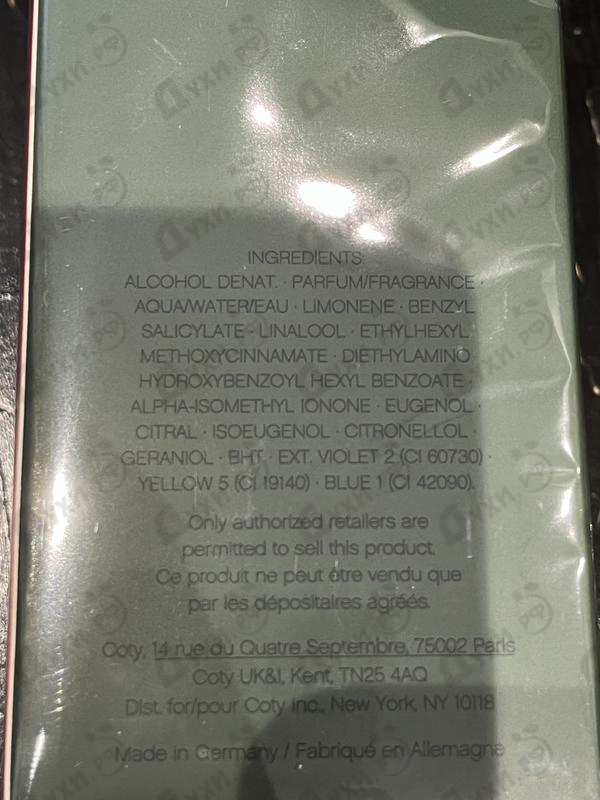 INGREDIENTS:
ALCOHOL DENAT. · PARFUM/FRAGRANCE ·
AQUA/WATER/EAU · LIMONENE · BENZYL
SALICYLATE · LINALOOL · ETHYLHEXYL
METHOXYCINNAMATE · DIETHYLAMINO
HYDROXYBENZOYL HEXYL BENZOATE ·
ALPHA-ISOMETHYL IONONE · EUGENOL ·
CITRAL · ISOEUGENOL · CITRONELLOL ·
GERANIOL · BHT · EXT. VIOLET 2 (CI 60730) ·
YELLOW 5 (CI 19140) · BLUE 1 (CI 42090).
Only authorized retailers are
permitted to sell this product.
Ce produit ne peut être vendu que
par les dépositaires agréés.
Coty, 14 rue du Quatre Septembre, 75002 Paris
Coty UK&I, Kent, TN25 4AQ
Dist. for/pour Coty Inc., New York, NY 10118
Made in Germany / Fabriqué en Allemagne
Духи.РФ